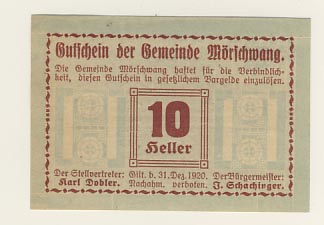 Gutschein der Gemeinde Mörschwang.
Die Gemeinde Mörschwang haftet für die Verbindlich-
keit, diesen Gutschein in gesetzlichem Bargelde einzulösen.
10
Heller
Der Stellvertreter: Gilt b. 31. Dez. 1920. Der Bürgermeister:
Karl Dobler. Nachahm. verboten. J. Schachinger.